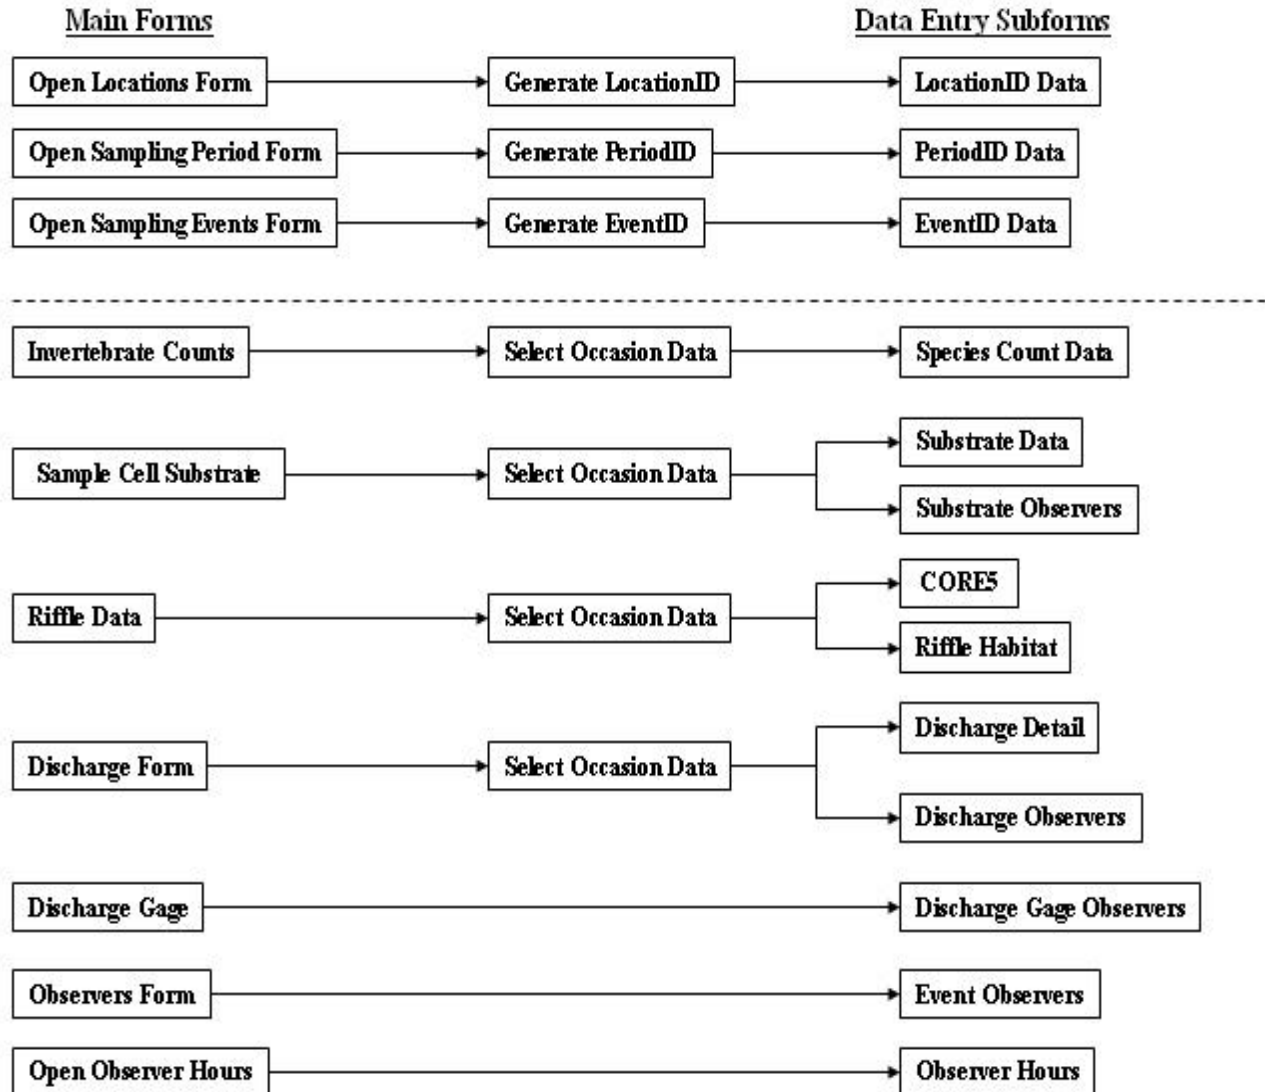 Main Forms
Data Entry Subforms
Open Locations Form
Generate LocationID
LocationID Data
Open Sampling Period Form
Generate PeriodID
PeriodID Data
Open Sampling Events Form
Generate EventID
EventID Data
Invertebrate Counts
Select Occasion Data
Species Count Data
Sample Cell Substrate
Select Occasion Data
Substrate Data
Substrate Observers
Riffle Data
Select Occasion Data
CORE5
Riffle Habitat
Discharge Form
Select Occasion Data
Discharge Detail
Discharge Observers
Discharge Gage
Discharge Gage Observers
Observers Form
Event Observers
Open Observer Hours
Observer Hours